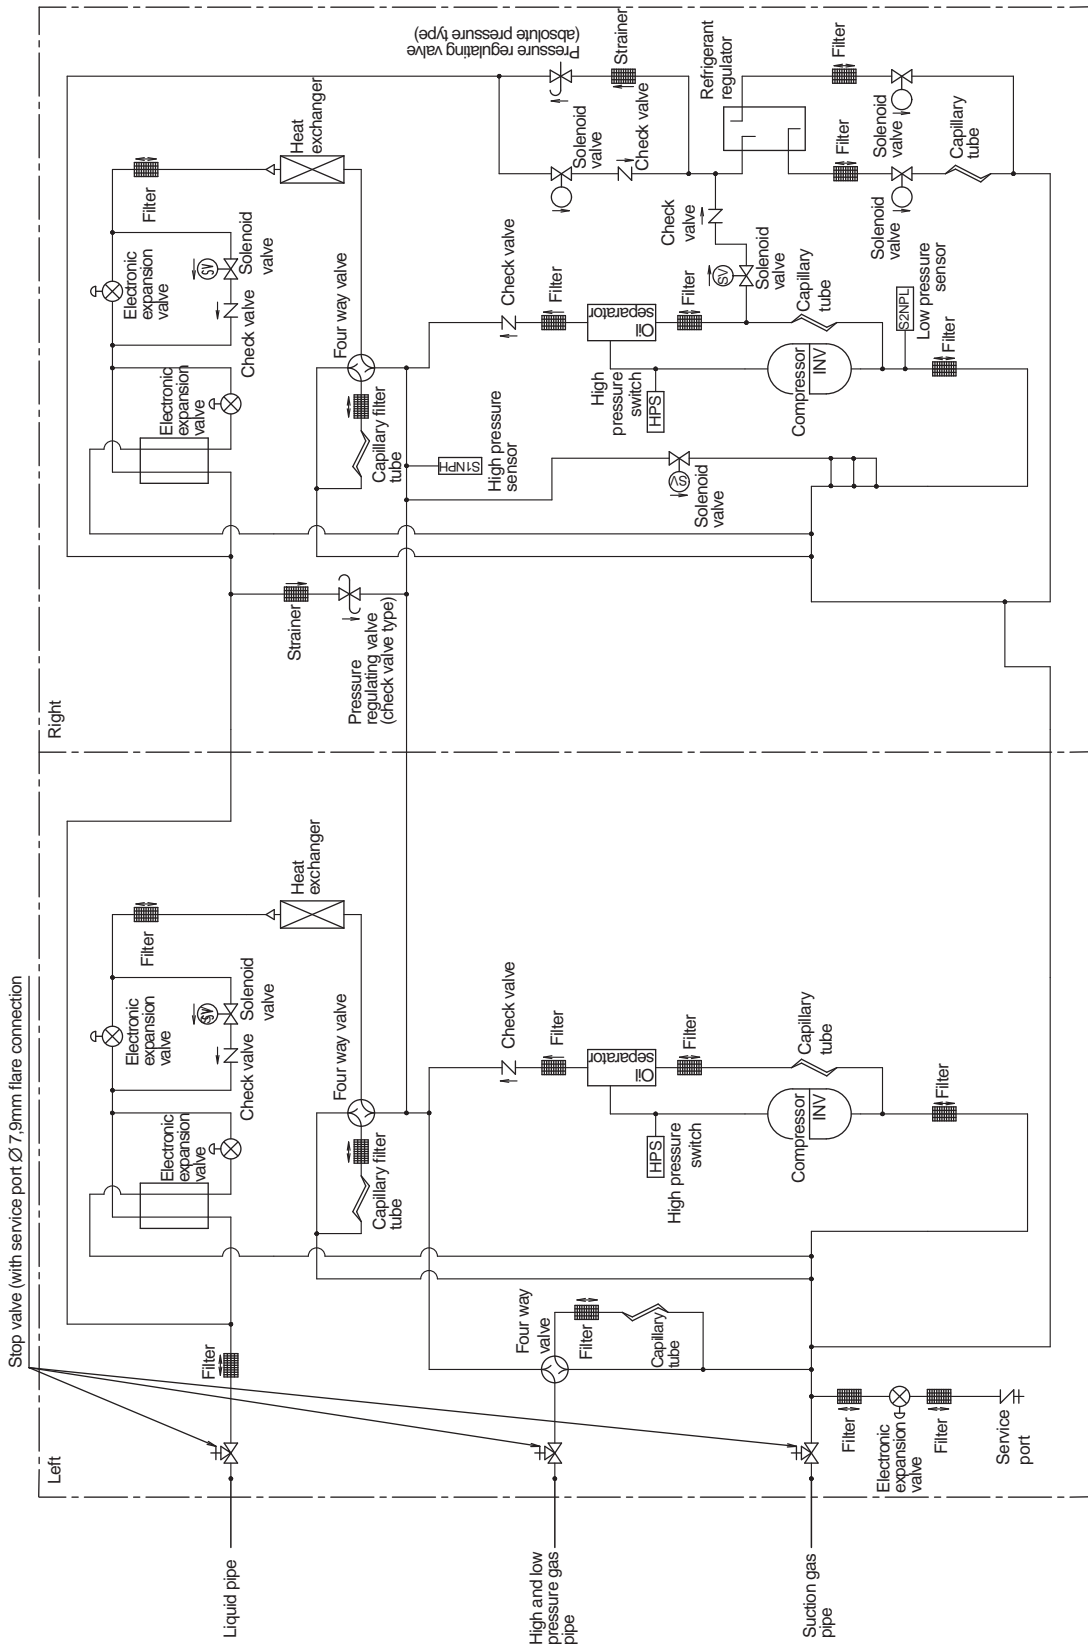 Stop valve (with service port Ø 7,9mm flare connection
Left
Right
Liquid pipe
High and low
pressure gas
pipe
Suction gas
pipe
Filter
Electronic
expansion
valve
Electronic
expansion
valve
SV
Solenoid
valve
Check valve
Filter
Heat
exchanger
Four way valve
Capillary filter
Capillary
tube
Four way
valve
Filter
Capillary
tube
Check valve
Filter
Oil
separator
Filter
Capillary
tube
HPS
High pressure
switch
Compressor
INV
Filter
Filter
Electronic
expansion
valve
Filter
Service
port
Strainer
Pressure
regulating valve
(check valve type)
Electronic
expansion
valve
Electronic
expansion
valve
SV
Solenoid
valve
Check valve
Filter
Heat
exchanger
Four way valve
Capillary filter
Capillary
tube
S1NPH
High pressure
sensor
Check valve
Filter
Oil
separator
Filter
Capillary
tube
High
pressure
switch
HPS
Compressor
INV
S2NPL
Low pressure
sensor
Filter
SV
Solenoid
valve
SV
Solenoid
valve
Check
valve
Solenoid
valve
Check valve
Pressure regulating valve
(absolute pressure type)
Strainer
Refrigerant
regulator
Filter
Solenoid
valve
Filter
Solenoid
valve
Capillary
tube